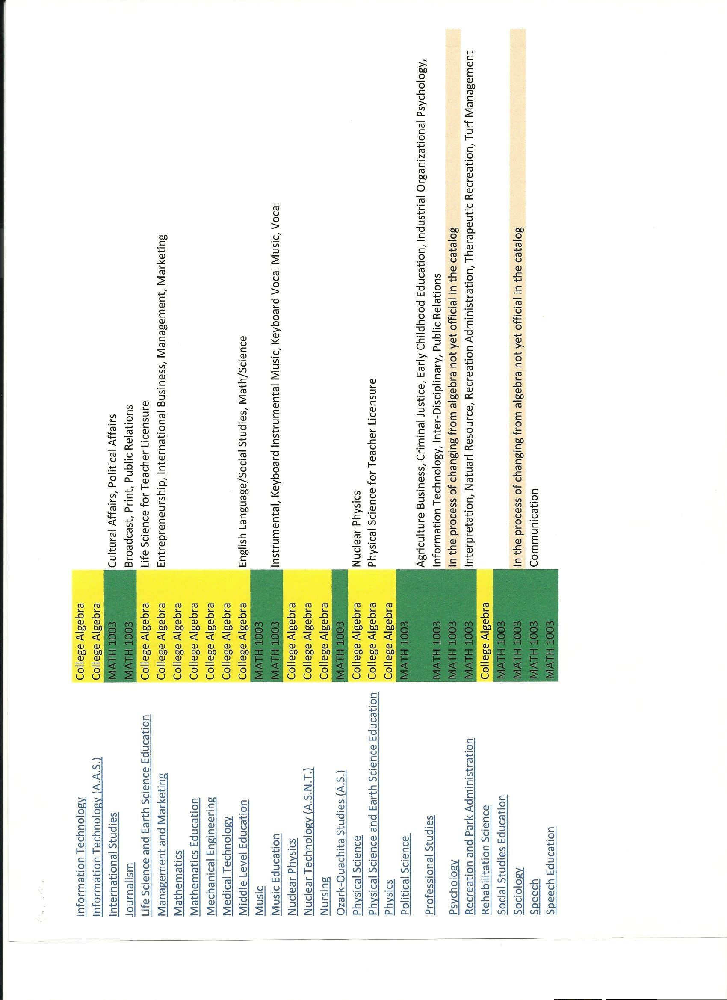 Information Technology College Algebra
Information Technology (A.A.S.) College Algebra
International Studies MATH 1003 Cultural Affairs, Political Affairs
Journalism MATH 1003 Broadcast, Print, Public Relations
Life Science and Earth Science Education College Algebra Life Science for Teacher Licensure
Management and Marketing College Algebra Entrepreneurship, International Business, Management, Marketing
Mathematics College Algebra
Mathematics Education College Algebra
Mechanical Engineering College Algebra
Medical Technology College Algebra
Middle Level Education College Algebra English Language/Social Studies, Math/Science
Music MATH 1003
Music Education MATH 1003 Instrumental, Keyboard Instrumental Music, Keyboard Vocal Music, Vocal
Nuclear Physics College Algebra
Nuclear Technology (A.S.N.T.) College Algebra
Nursing College Algebra
Ozark-Ouachita Studies (A.S.) MATH 1003
Physical Science College Algebra Nuclear Physics
Physical Science and Earth Science Education College Algebra Physical Science for Teacher Licensure
Physics College Algebra
Political Science MATH 1003
Agriculture Business, Criminal Justice, Early Childhood Education, Industrial Organizational Psychology,
Professional Studies MATH 1003 Information Technology, Inter-Disciplinary, Public Relations
Psychology MATH 1003 In the process of changing from algebra not yet official in the catalog
Recreation and Park Administration MATH 1003 Interpretation, Natuarl Resource, Recreation Administration, Therapeutic Recreation, Turf Management
Rehabilitation Science College Algebra
Social Studies Education MATH 1003
Sociology MATH 1003 In the process of changing from algebra not yet official in the catalog
Speech MATH 1003 Communication
Speech Education MATH 1003